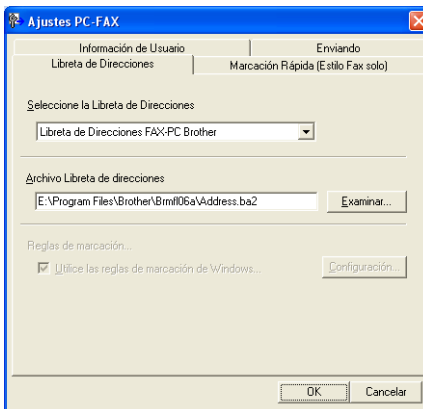 Ajustes PC-FAX
Información de Usuario
Enviando
Libreta de Direcciones
Marcación Rápida (Estilo Fax solo)
Seleccione la Libreta de Direcciones
Libreta de Direcciones FAX-PC Brother
Archivo Libreta de direcciones
E:\Program Files\Brother\Brmfl06a\Address.ba2
Examinar...
Reglas de marcación...
Utilice las reglas de marcación de Windows...
Configuración...
OK
Cancelar